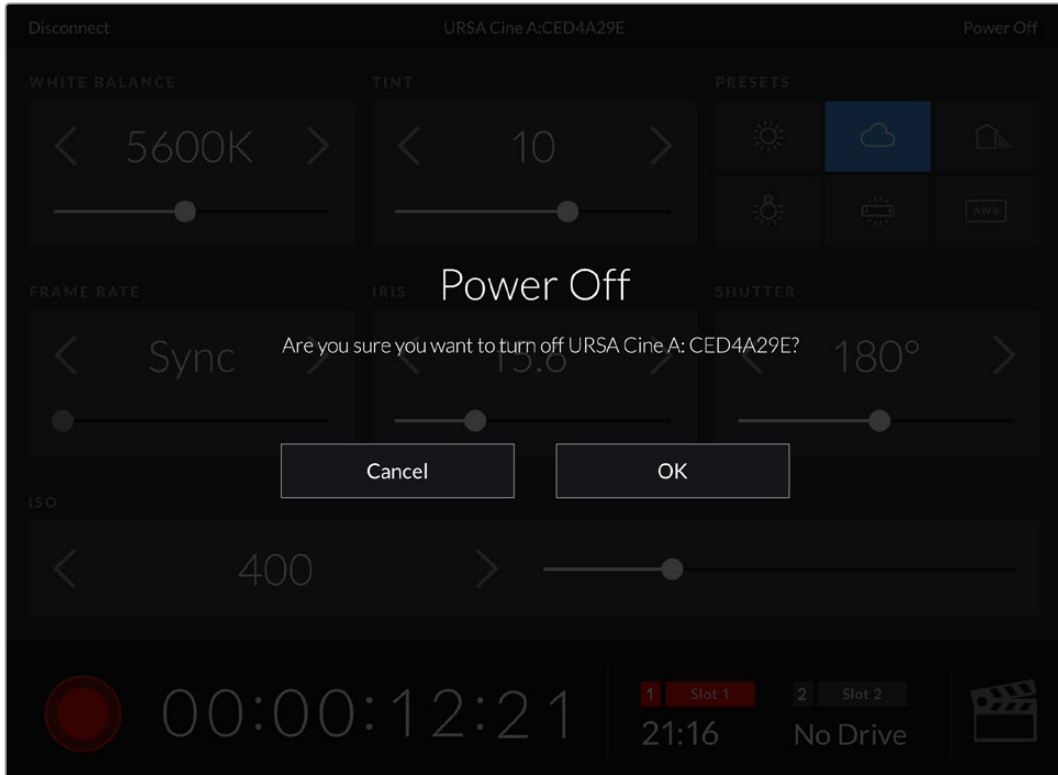 Disconnect URSA Cine A:CED4A29E Power Off
WHITE BALANCE TINT PRESETS
5600K 10
AWB
Power Off
FRAME RATE IRIS SHUTTER
Are you sure you want to turn off URSA Cine A: CED4A29E?
Sync f5.6 180°
Cancel OK
ISO
400
00:00:12:21
1 Slot 1 2 Slot 2
21:16 No Drive